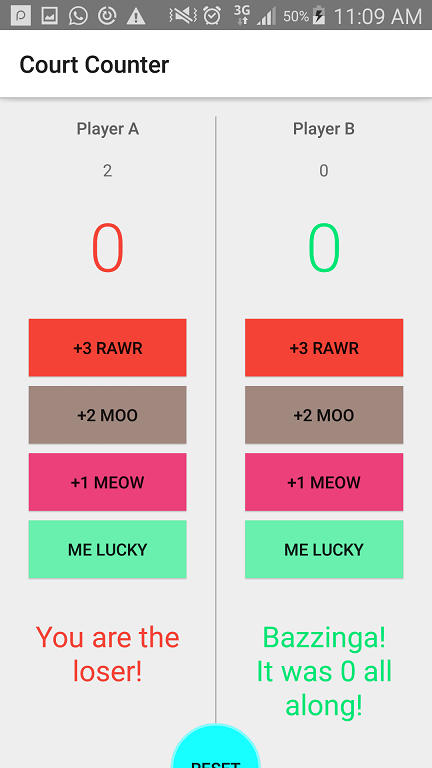 3G 50% 11:09 AM
Court Counter
Player A
2
0
+3 RAWR
+2 MOO
+1 MEOW
ME LUCKY
You are the
loser!
Player B
0
0
+3 RAWR
+2 MOO
+1 MEOW
ME LUCKY
Bazzinga!
It was 0 all
along!
RESET